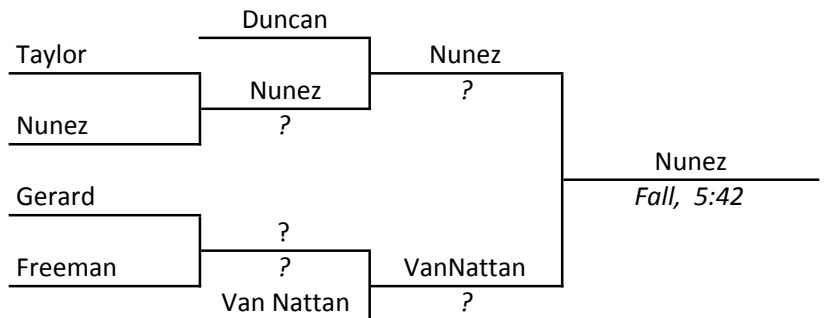 Duncan
Taylor
Nunez
Nunez
?
Nunez
?
Nunez
Fall, 5:42
Gerard
?
?
Freeman
VanNattan
?
Van Nattan